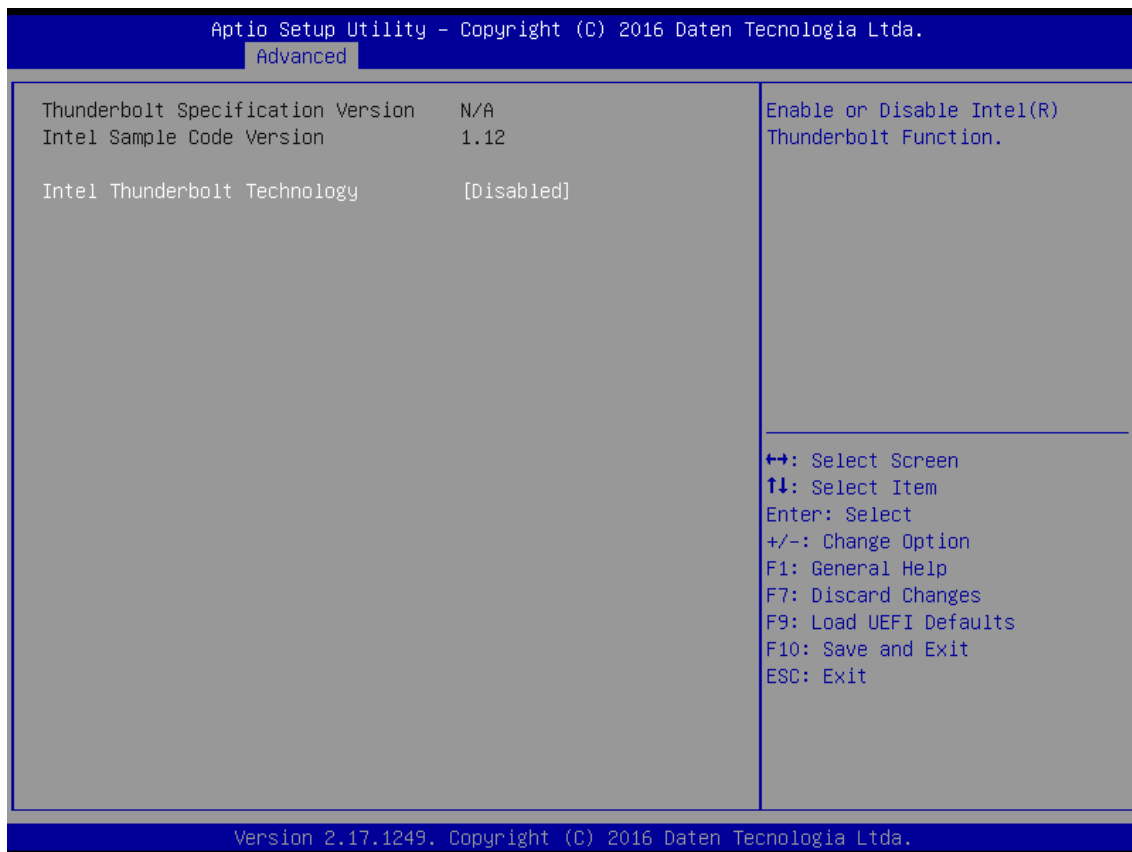 Aptio Setup Utility – Copyright (C) 2016 Daten Tecnologia Ltda.
Advanced
Thunderbolt Specification Version N/A
Intel Sample Code Version 1.12
Intel Thunderbolt Technology [Disabled]
Enable or Disable Intel(R)
Thunderbolt Function.
↔: Select Screen
↑↓: Select Item
Enter: Select
+/-: Change Option
F1: General Help
F7: Discard Changes
F9: Load UEFI Defaults
F10: Save and Exit
ESC: Exit
Version 2.17.1249. Copyright (C) 2016 Daten Tecnologia Ltda.